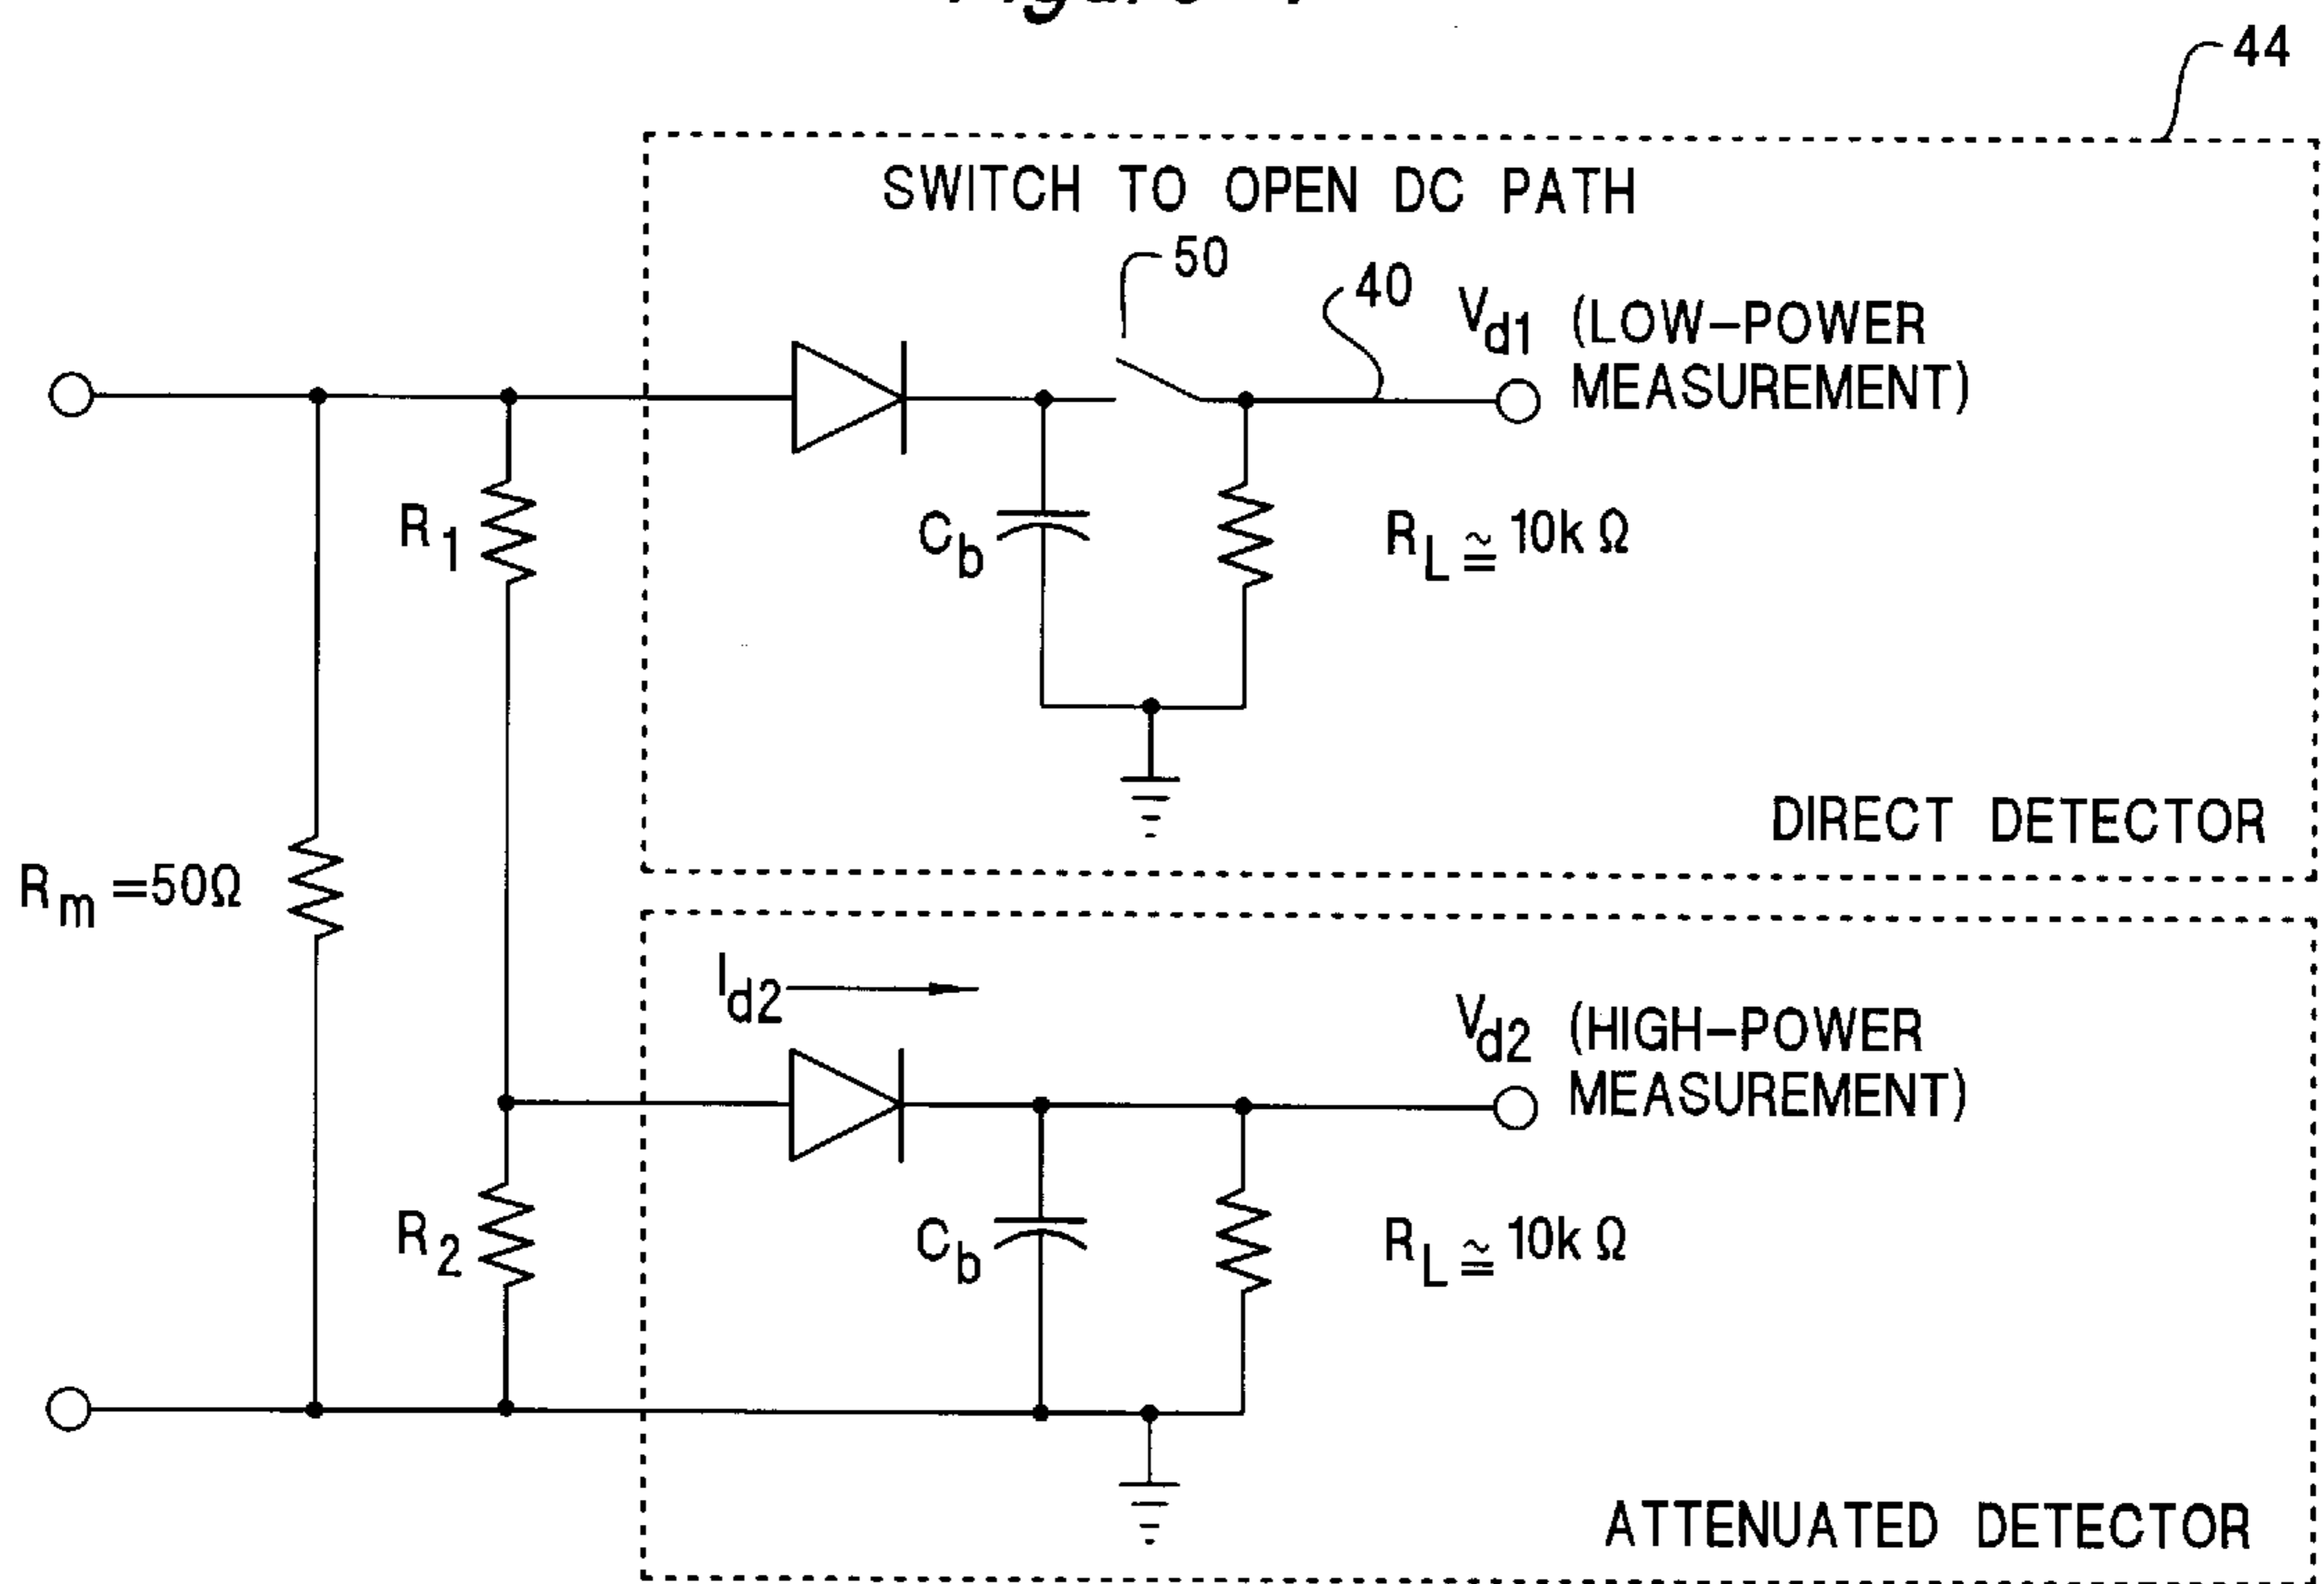 44
SWITCH TO OPEN DC PATH
50
40
Vd1 (LOW-POWER
MEASUREMENT)
R1
Cb
RL ≅ 10k Ω
DIRECT DETECTOR
Rm =50Ω
Id2
Vd2 (HIGH-POWER
MEASUREMENT)
R2
Cb
RL ≅ 10k Ω
ATTENUATED DETECTOR